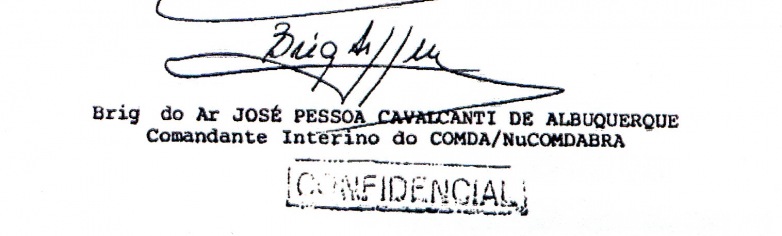 Brig do Ar JOSÉ PESSOA CAVALCANTI DE ALBUQUERQUE
Comandante Interino do COMDA/NuCOMDABRA
CONFIDENCIAL